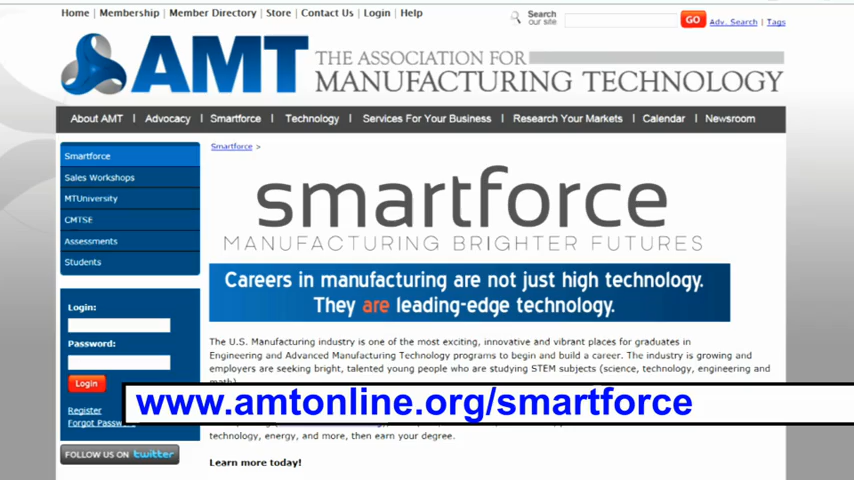 Home | Membership | Member Directory | Store | Contact Us | Login | Help
Search
our site
GO
Adv. Search | Tags
AMT
THE ASSOCIATION FOR
MANUFACTURING TECHNOLOGY
About AMT | Advocacy | Smartforce | Technology | Services For Your Business | Research Your Markets | Calendar | Newsroom
Smartforce
Sales Workshops
MTUniversity
CMTSE
Assessments
Students
Smartforce >
smartforce
MANUFACTURING BRIGHTER FUTURES
Careers in manufacturing are not just high technology.
They are leading-edge technology.
Login:
Password:
Login
Register
Forgot Passw
FOLLOW US ON twitter
The U.S. Manufacturing industry is one of the most exciting, innovative and vibrant places for graduates in
Engineering and Advanced Manufacturing Technology programs to begin and build a career. The industry is growing and
employers are seeking bright, talented young people who are studying STEM subjects (science, technology, engineering and
math)
www.amtonline.org/smartforce
technology, energy, and more, then earn your degree.
Learn more today!